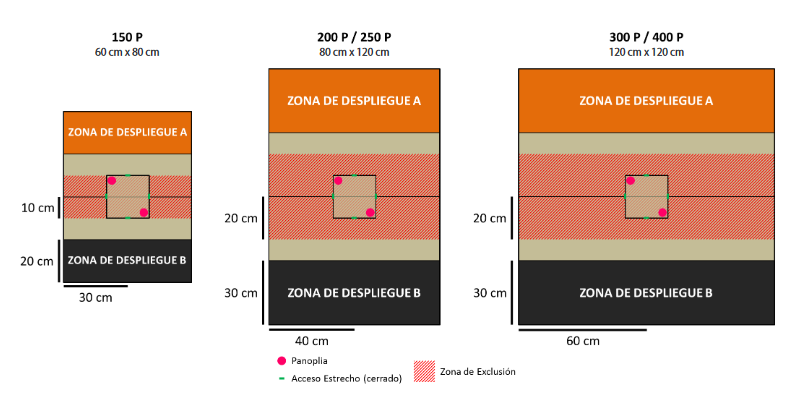 150 P
60 cm x 80 cm
ZONA DE DESPLIEGUE A
10 cm
20 cm
ZONA DE DESPLIEGUE B
30 cm
200 P / 250 P
80 cm x 120 cm
ZONA DE DESPLIEGUE A
20 cm
30 cm
ZONA DE DESPLIEGUE B
40 cm
300 P / 400 P
120 cm x 120 cm
ZONA DE DESPLIEGUE A
20 cm
30 cm
ZONA DE DESPLIEGUE B
60 cm
Panoplia
Acceso Estrecho (cerrado)
Zona de Exclusión